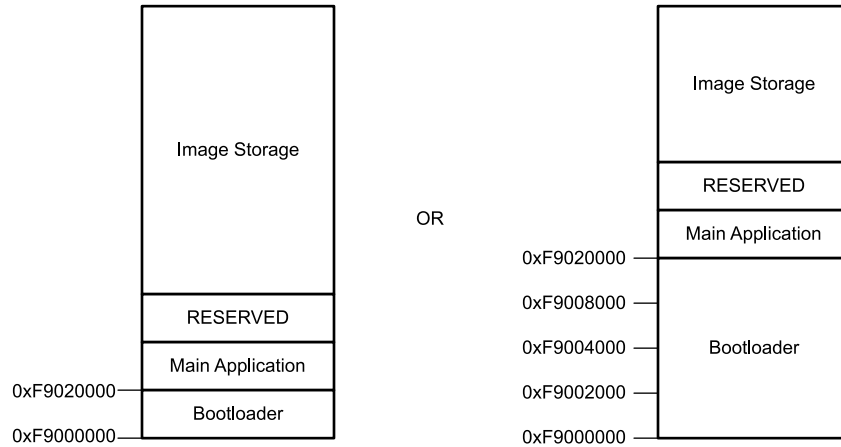 Image Storage
RESERVED
Main Application
0xF9020000
Bootloader
0xF9000000
OR
Image Storage
RESERVED
Main Application
0xF9020000
0xF9008000
0xF9004000
Bootloader
0xF9002000
0xF9000000